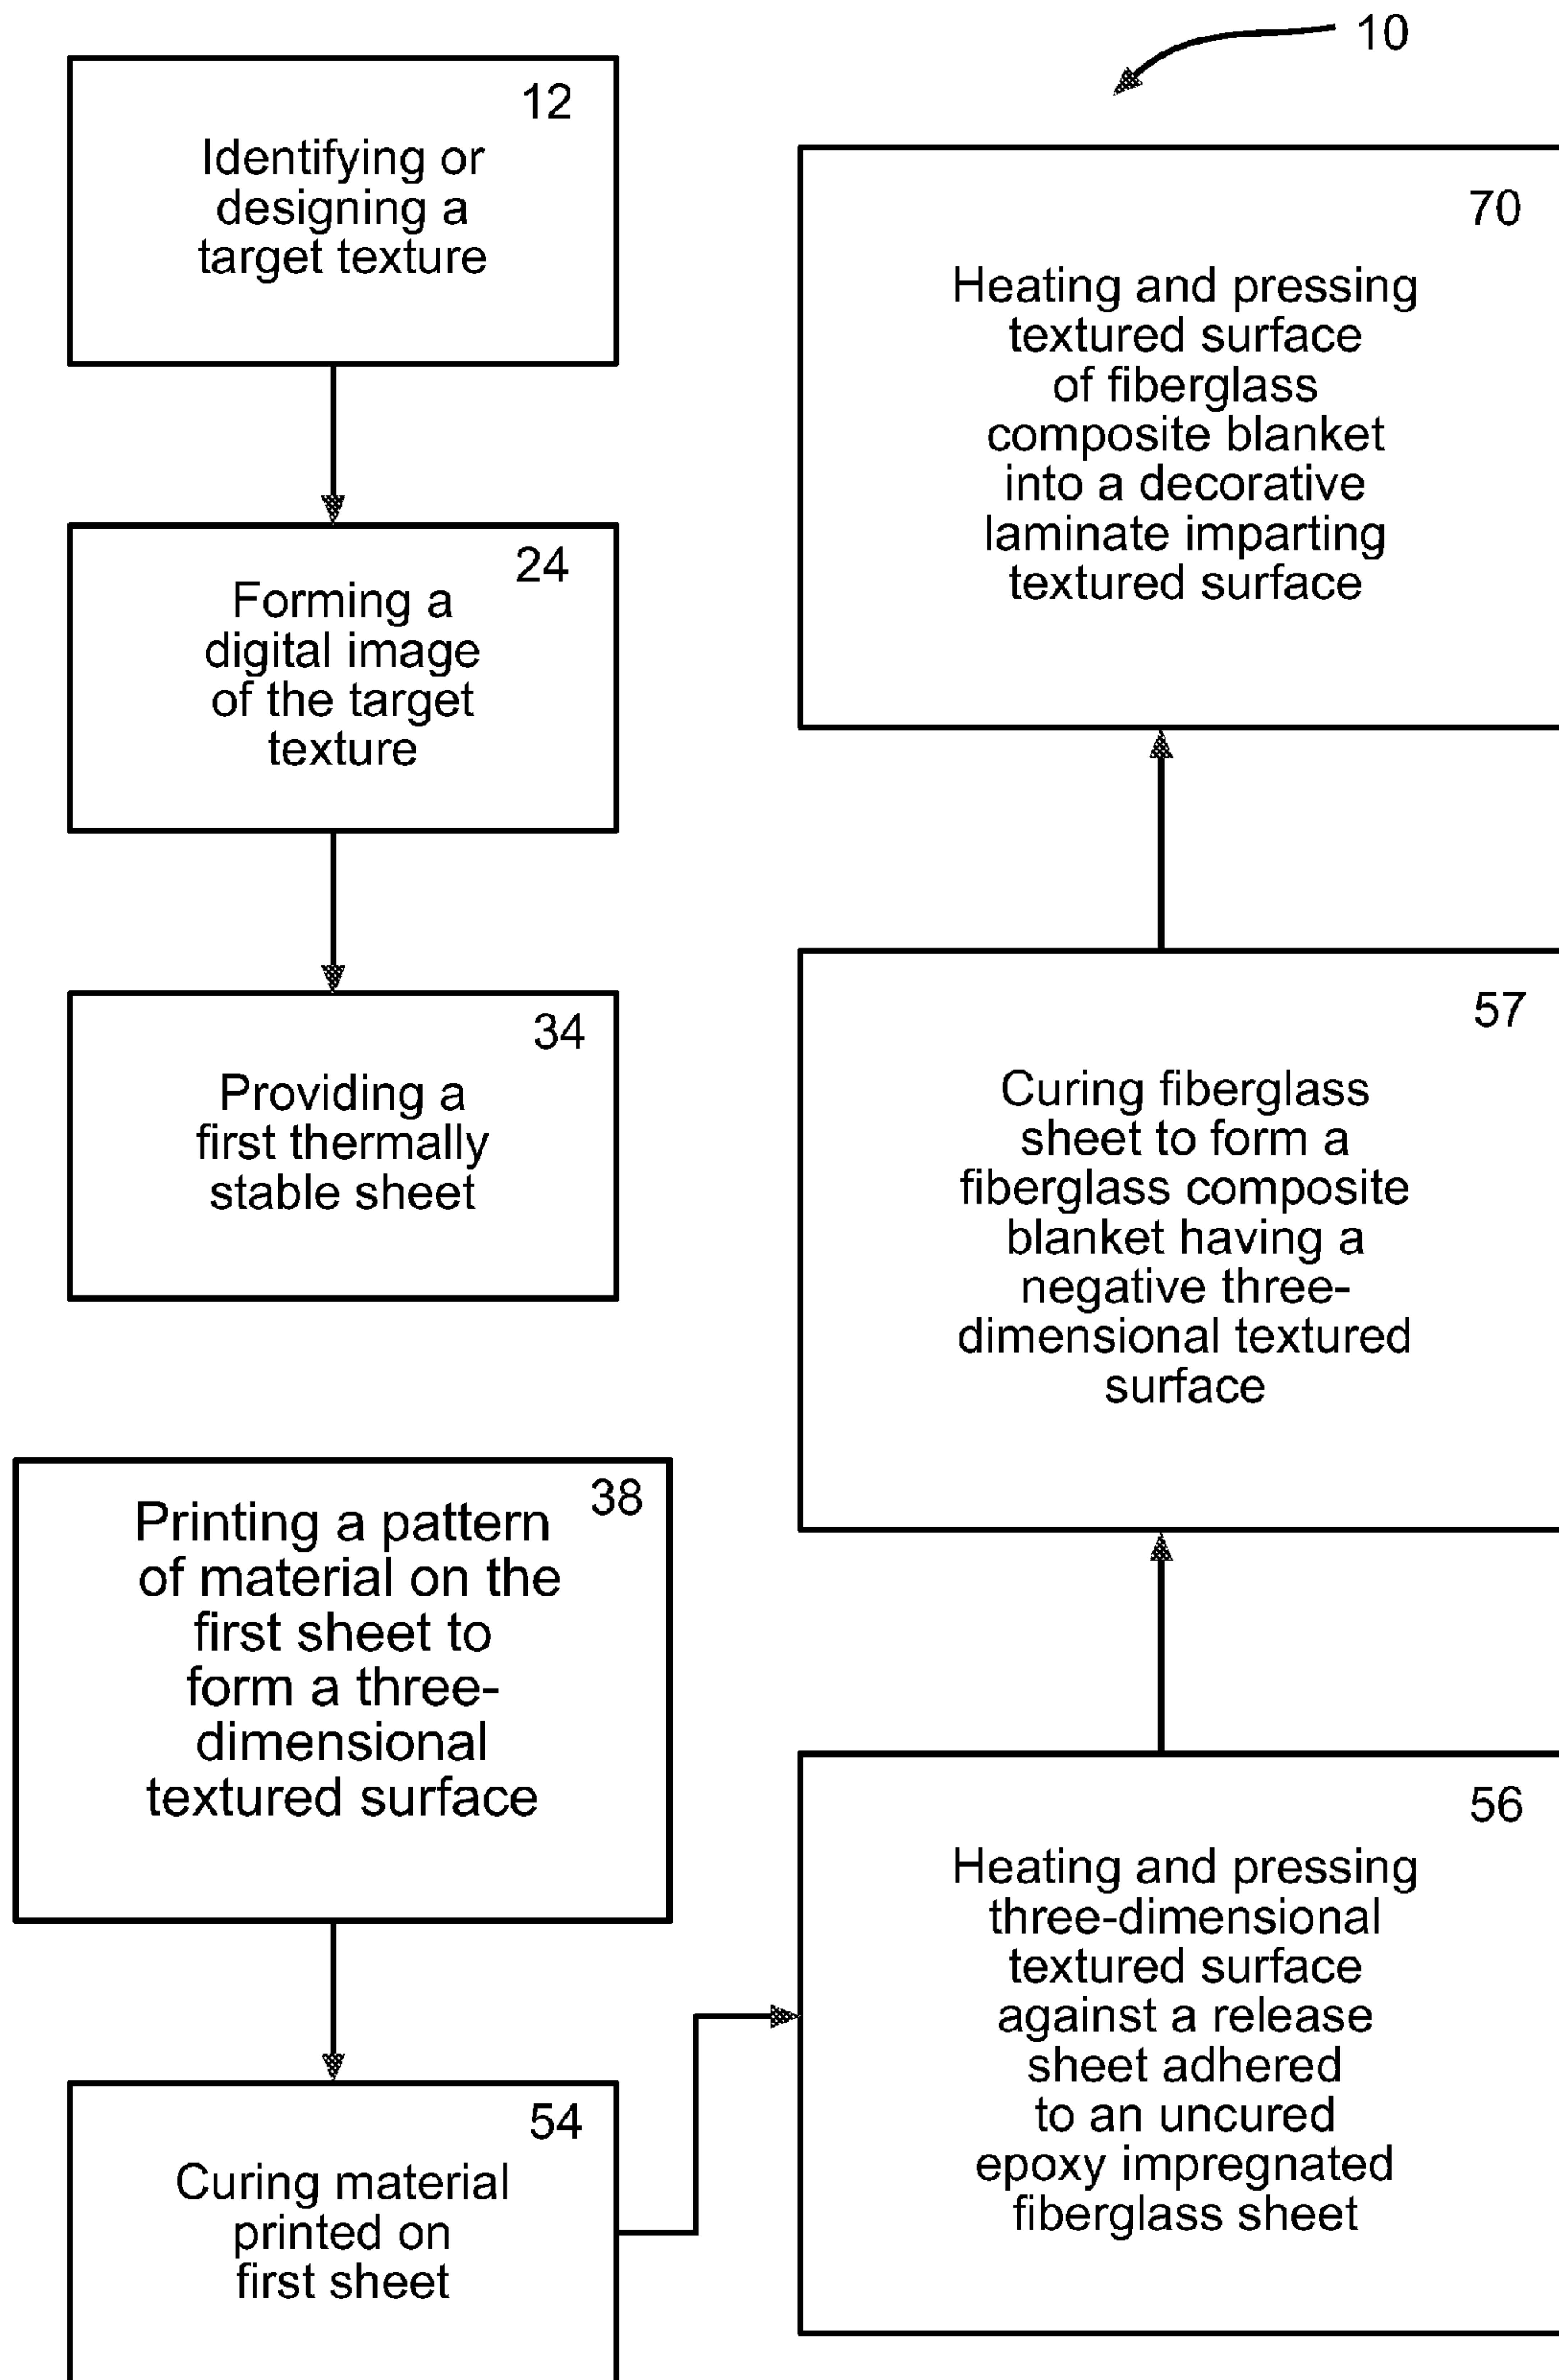 10
12
Identifying or
designing a
target texture
24
Forming a
digital image
of the target
texture
34
Providing a
first thermally
stable sheet
38
Printing a pattern
of material on the
first sheet to
form a three-
dimensional
textured surface
54
Curing material
printed on
first sheet
56
Heating and pressing
three-dimensional
textured surface
against a release
sheet adhered
to an uncured
epoxy impregnated
fiberglass sheet
57
Curing fiberglass
sheet to form a
fiberglass composite
blanket having a
negative three-
dimensional textured
surface
70
Heating and pressing
textured surface
of fiberglass
composite blanket
into a decorative
laminate imparting
textured surface